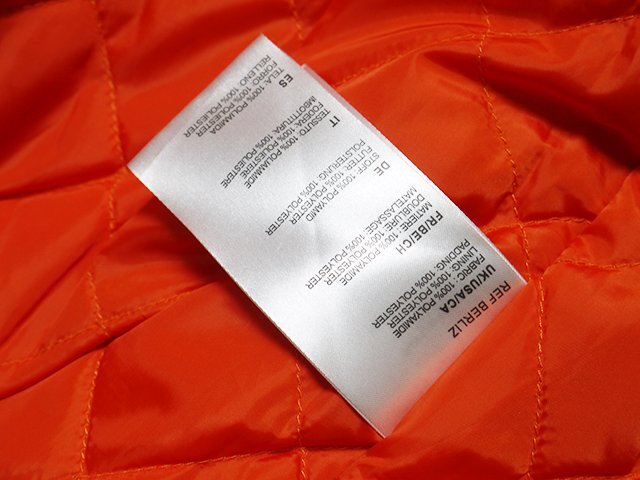 REF BERLIZ
UK/USA/CA
FABRIC: 100% POLYAMIDE
LINING: 100% POLYESTER
PADDING: 100% POLYESTER
FR/BE/CH
MATIERE: 100% POLYAMIDE
DOUBLURE: 100% POLYESTER
MATELASSAGE: 100% POLYESTER
DE
STOFF: 100% POLYAMID
FUTTER: 100% POLYESTER
POLSTERUNG: 100% POLYESTER
IT
TESSUTO: 100% POLIAMMIDE
FODERA: 100% POLIESTERE
IMBOTTITURA: 100% POLIESTERE
ES
TELA: 100% POLIAMIDA
FORRO: 100% POLIESTER
RELLENO: 100% POLIESTER